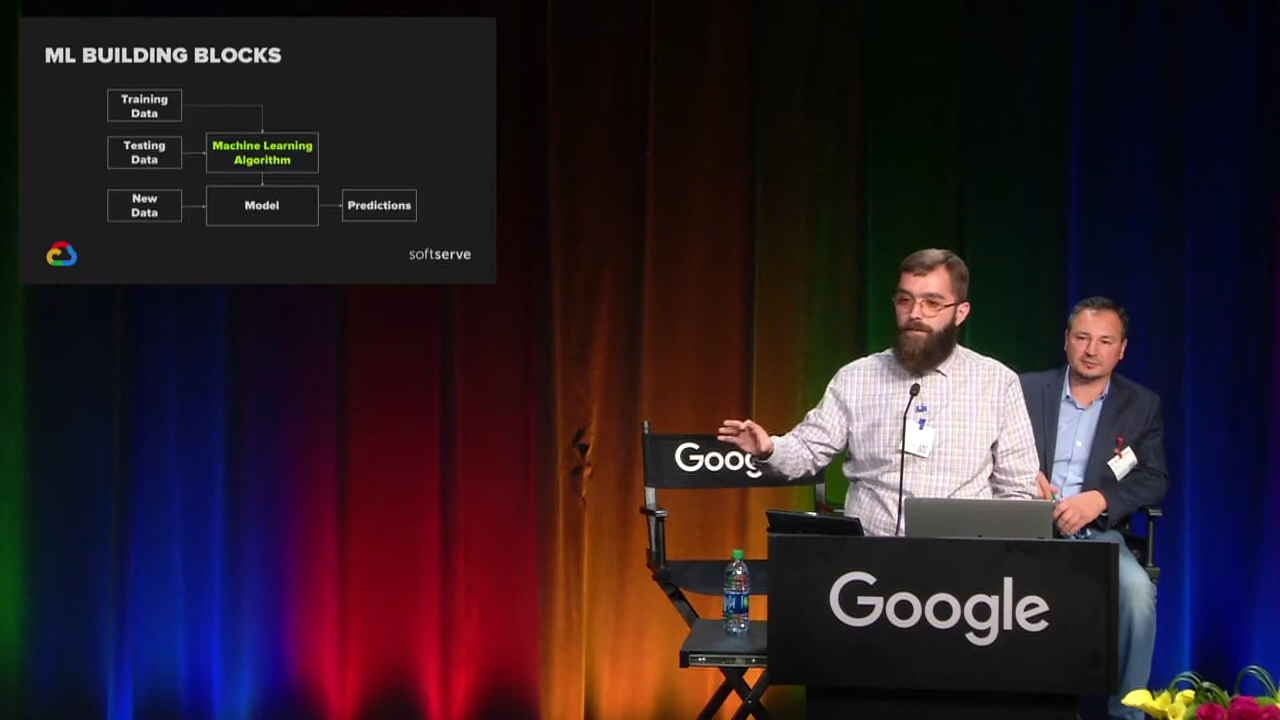 ML BUILDING BLOCKS
Training
Data
Testing
Data
Machine Learning
Algorithm
New
Data
Model
Predictions
softserve
Goog
Google